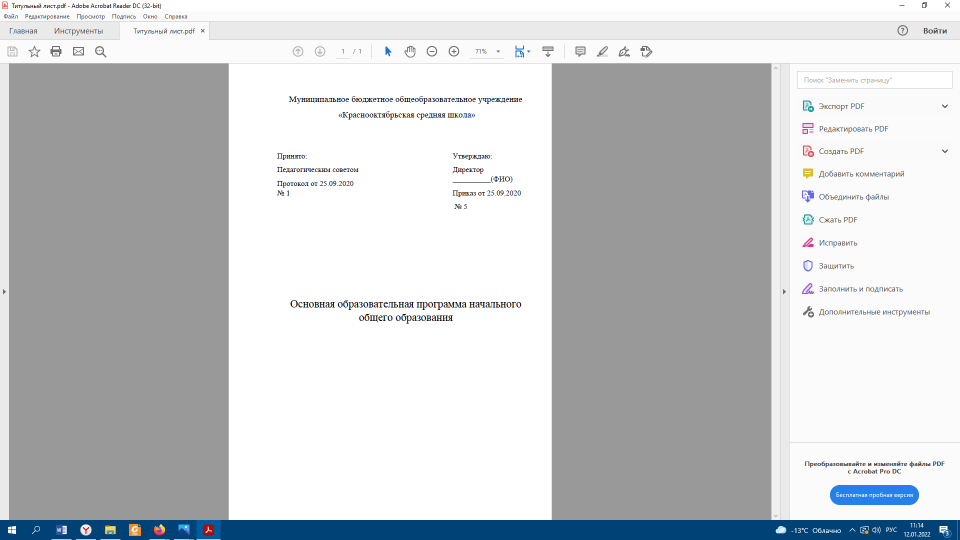 Титульный лист.pdf - Adobe Acrobat Reader DC (32-bit)
Файл Редактирование Просмотр Подпись Окно Справка
Главная Инструменты Титульный лист.pdf ×
Войти
1 / 1
71%
Муниципальное бюджетное общеобразовательное учреждение
«Краснооктябрьская средняя школа»
Принято:
Педагогическим советом
Протокол от 25.09.2020
№ 1
Утверждаю:
Директор
__________(ФИО)
Приказ от 25.09.2020
№ 5
Основная образовательная программа начального
общего образования
Поиск "Заменить страницу"
Экспорт PDF
Редактировать PDF
Создать PDF
Добавить комментарий
Объединить файлы
Сжать PDF
Исправить
Защитить
Заполнить и подписать
Дополнительные инструменты
Преобразовывайте и изменяйте файлы PDF
с Acrobat Pro DC
Бесплатная пробная версия
-13°C Облачно
РУС
11:14
12.01.2022
3